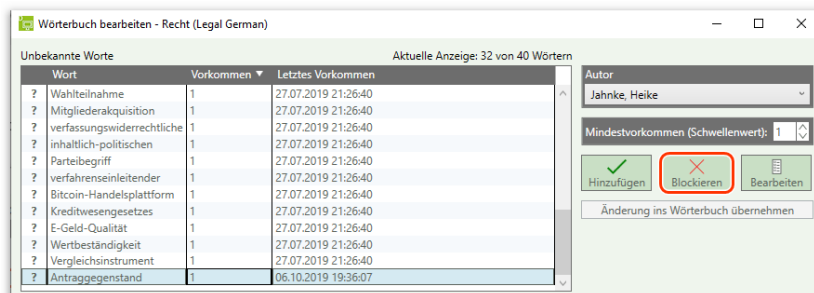 Wörterbuch bearbeiten - Recht (Legal German)
Unbekannte Worte Aktuelle Anzeige: 32 von 40 Wörtern
Wort Vorkommen ▼ Letztes Vorkommen
? Wahlteilnahme 1 27.07.2019 21:26:40
? Mitgliederakquisition 1 27.07.2019 21:26:40
? verfassungswiderrechtliche 1 27.07.2019 21:26:40
? inhaltlich-politischen 1 27.07.2019 21:26:40
? Parteibegriff 1 27.07.2019 21:26:40
? verfahrenseinleitender 1 27.07.2019 21:26:40
? Bitcoin-Handelsplattform 1 27.07.2019 21:26:40
? Kreditwesengesetzes 1 27.07.2019 21:26:40
? E-Geld-Qualität 1 27.07.2019 21:26:40
? Wertbeständigkeit 1 27.07.2019 21:26:40
? Vergleichsinstrument 1 27.07.2019 21:26:40
? Antraggegenstand 1 06.10.2019 19:36:07
Autor
Jahnke, Heike
Mindestvorkommen (Schwellenwert): 1
Hinzufügen Blockieren Bearbeiten
Änderung ins Wörterbuch übernehmen